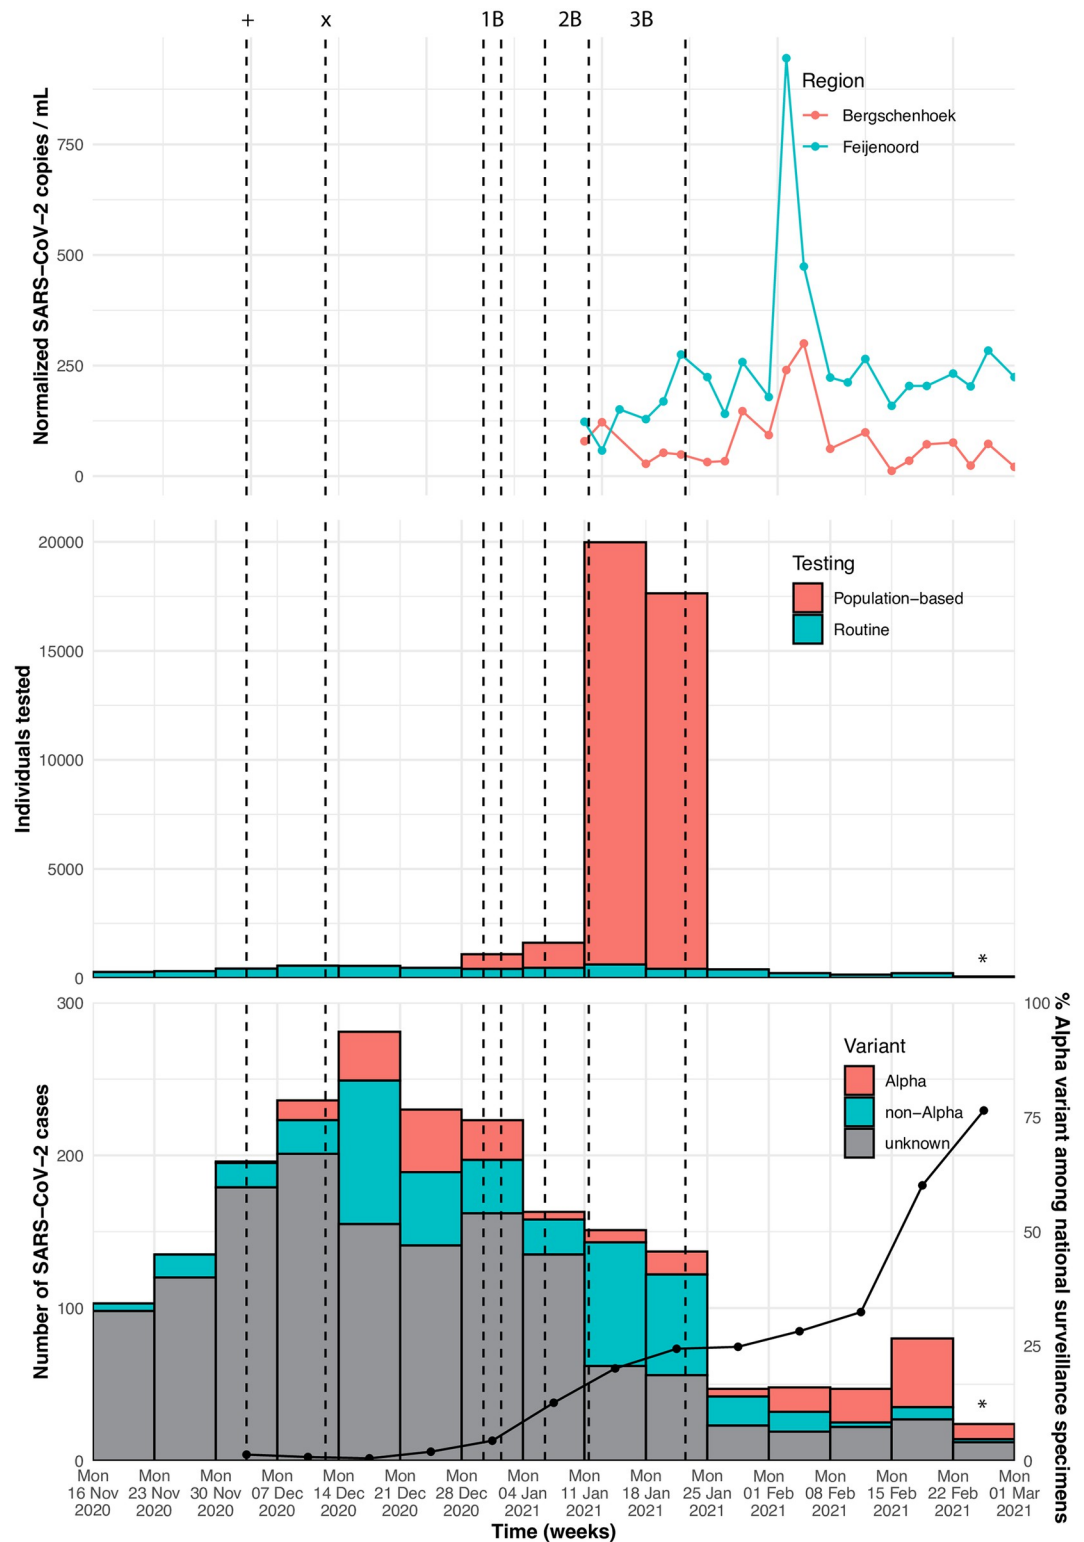 + x 1B 2B 3B
Normalized SARS−CoV−2 copies / mL
750
500
250
0
Region
Bergschenhoek
Feijenoord
Individuals tested
20000
15000
10000
5000
0
Testing
Population−based
Routine
*
Number of SARS−CoV−2 cases
300
200
100
0
Variant
Alpha
non−Alpha
unknown
*
100
75
50
25
0
% Alpha variant among national surveillance specimens
Mon Mon Mon Mon Mon Mon Mon Mon Mon Mon Mon Mon Mon Mon Mon Mon
16 Nov 23 Nov 30 Nov 07 Dec 14 Dec 21 Dec 28 Dec 04 Jan 11 Jan 18 Jan 25 Jan 01 Feb 08 Feb 15 Feb 22 Feb 01 Mar
2020 2020 2020 2020 2020 2020 2020 2021 2021 2021 2021 2021 2021 2021 2021 2021
Time (weeks)